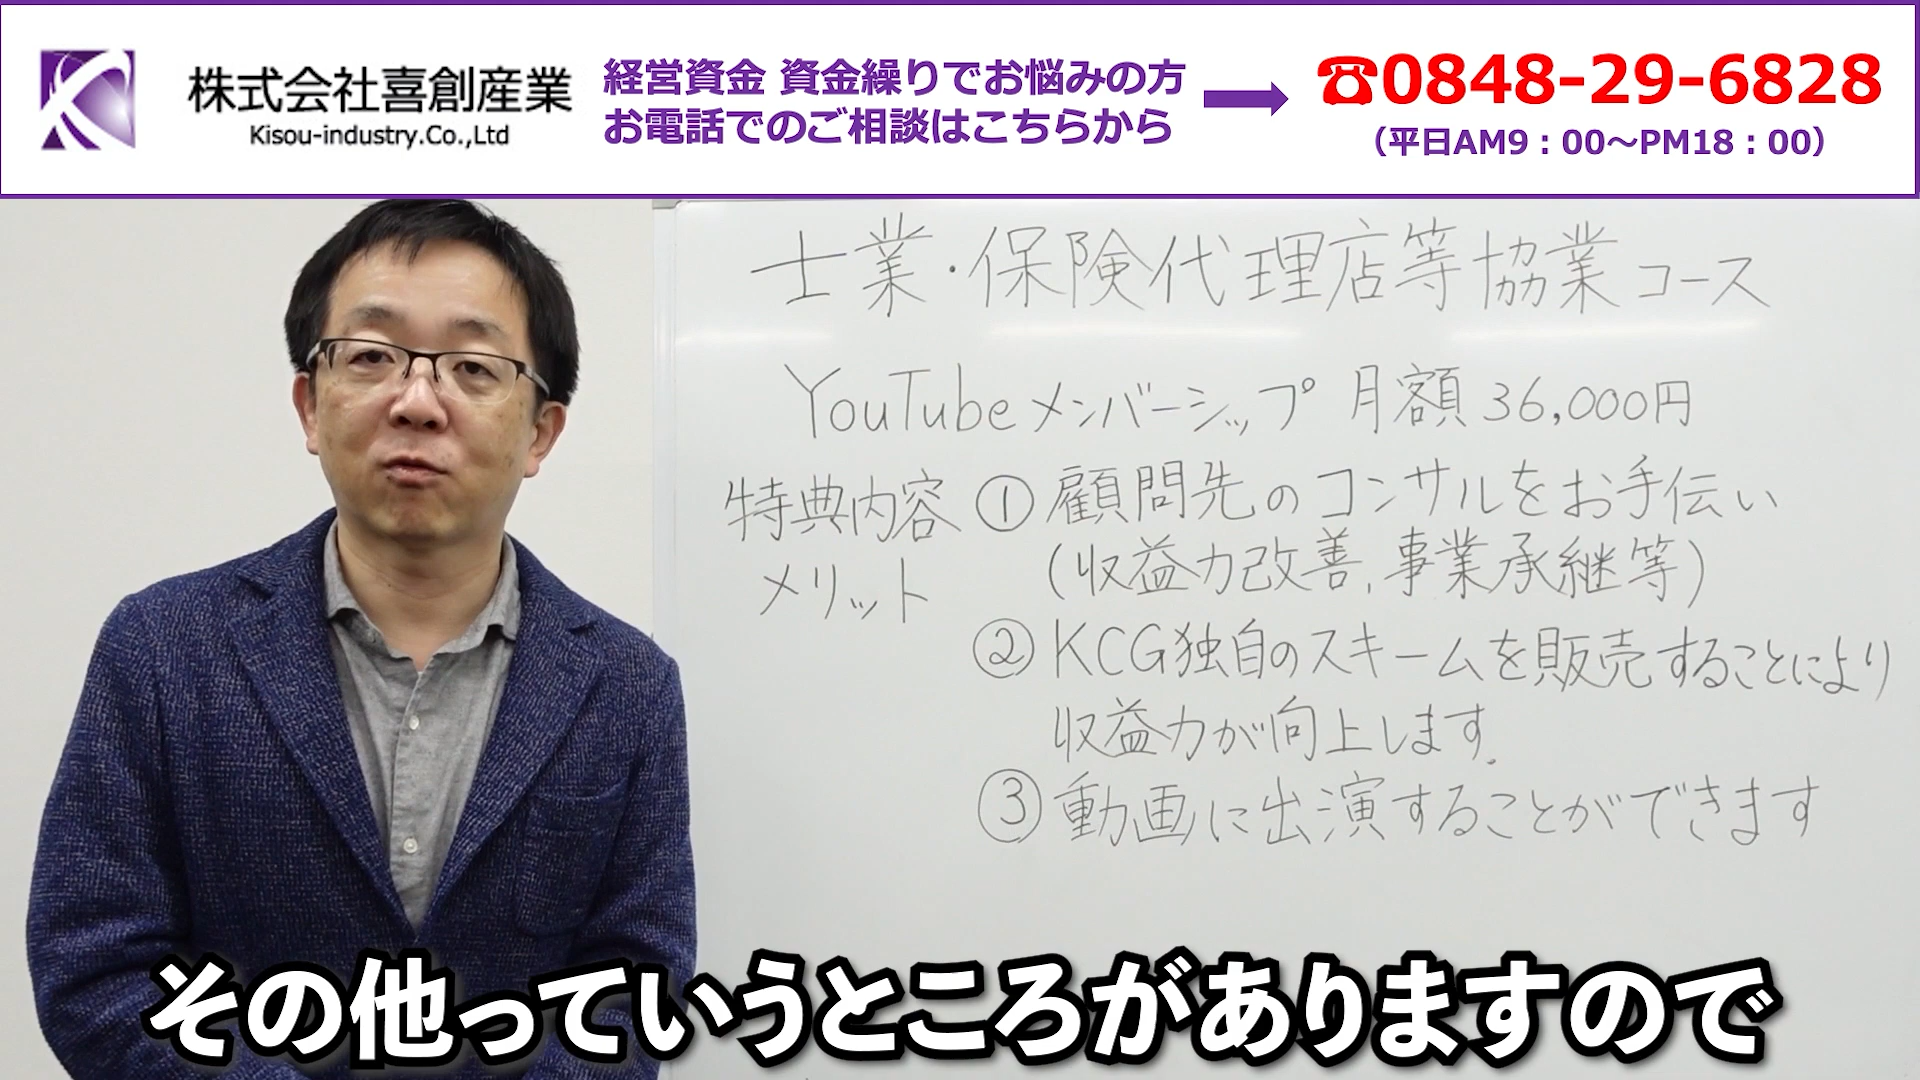 株式会社喜創産業
Kisou-industry.Co.,Ltd
経営資金 資金繰りでお悩みの方
お電話でのご相談はこちらから
☎0848-29-6828
(平日AM9：00～PM18：00)
士業・保険代理店等協業コース
YouTubeメンバーシップ 月額36,000円
特典内容 ①顧問先のコンサルをお手伝い
メリット (収益力改善,事業承継等)
②KCG独自のスキームを販売することにより
収益力が向上します.
③動画に出演することができます
その他っていうところがありますので